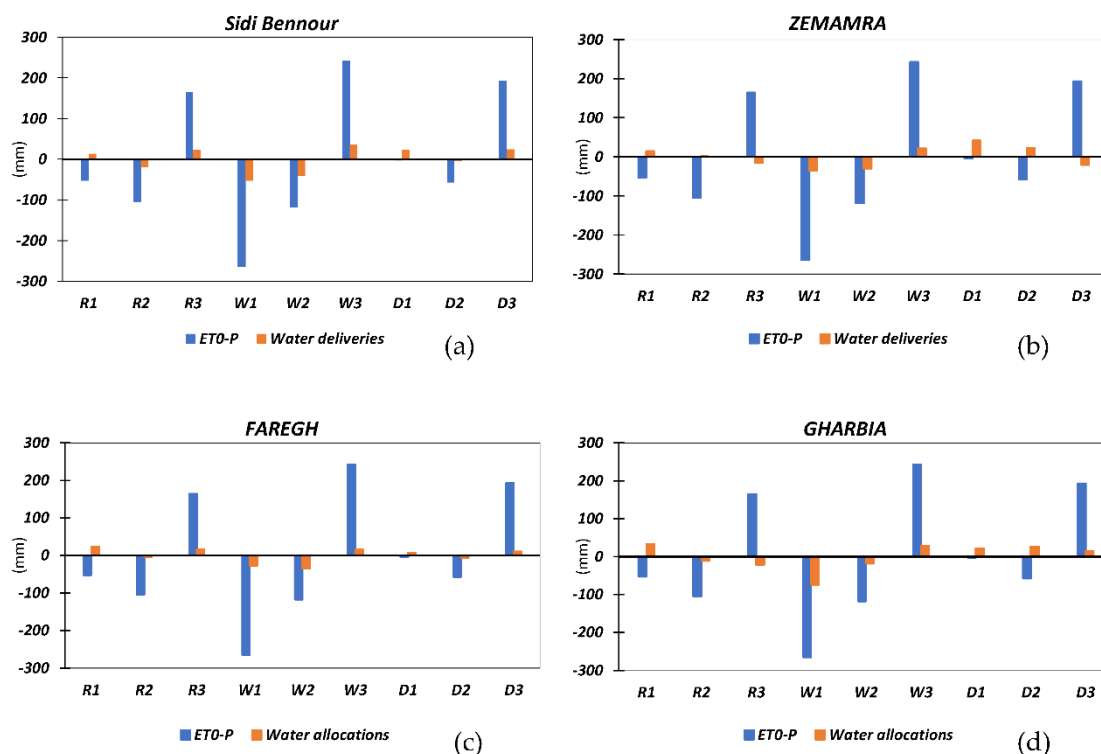 Sidi Bennour
300
200
100
0
-100
-200
-300
(mm)
R1 R2 R3 W1 W2 W3 D1 D2 D3
ET0-P Water deliveries
(a)
ZEMAMRA
300
200
100
0
-100
-200
-300
(mm)
R1 R2 R3 W1 W2 W3 D1 D2 D3
ET0-P Water deliveries
(b)
FAREGH
300
200
100
0
-100
-200
-300
(mm)
R1 R2 R3 W1 W2 W3 D1 D2 D3
ET0-P Water allocations
(c)
GHARBIA
300
200
100
0
-100
-200
-300
(mm)
R1 R2 R3 W1 W2 W3 D1 D2 D3
ET0-P Water allocations
(d)